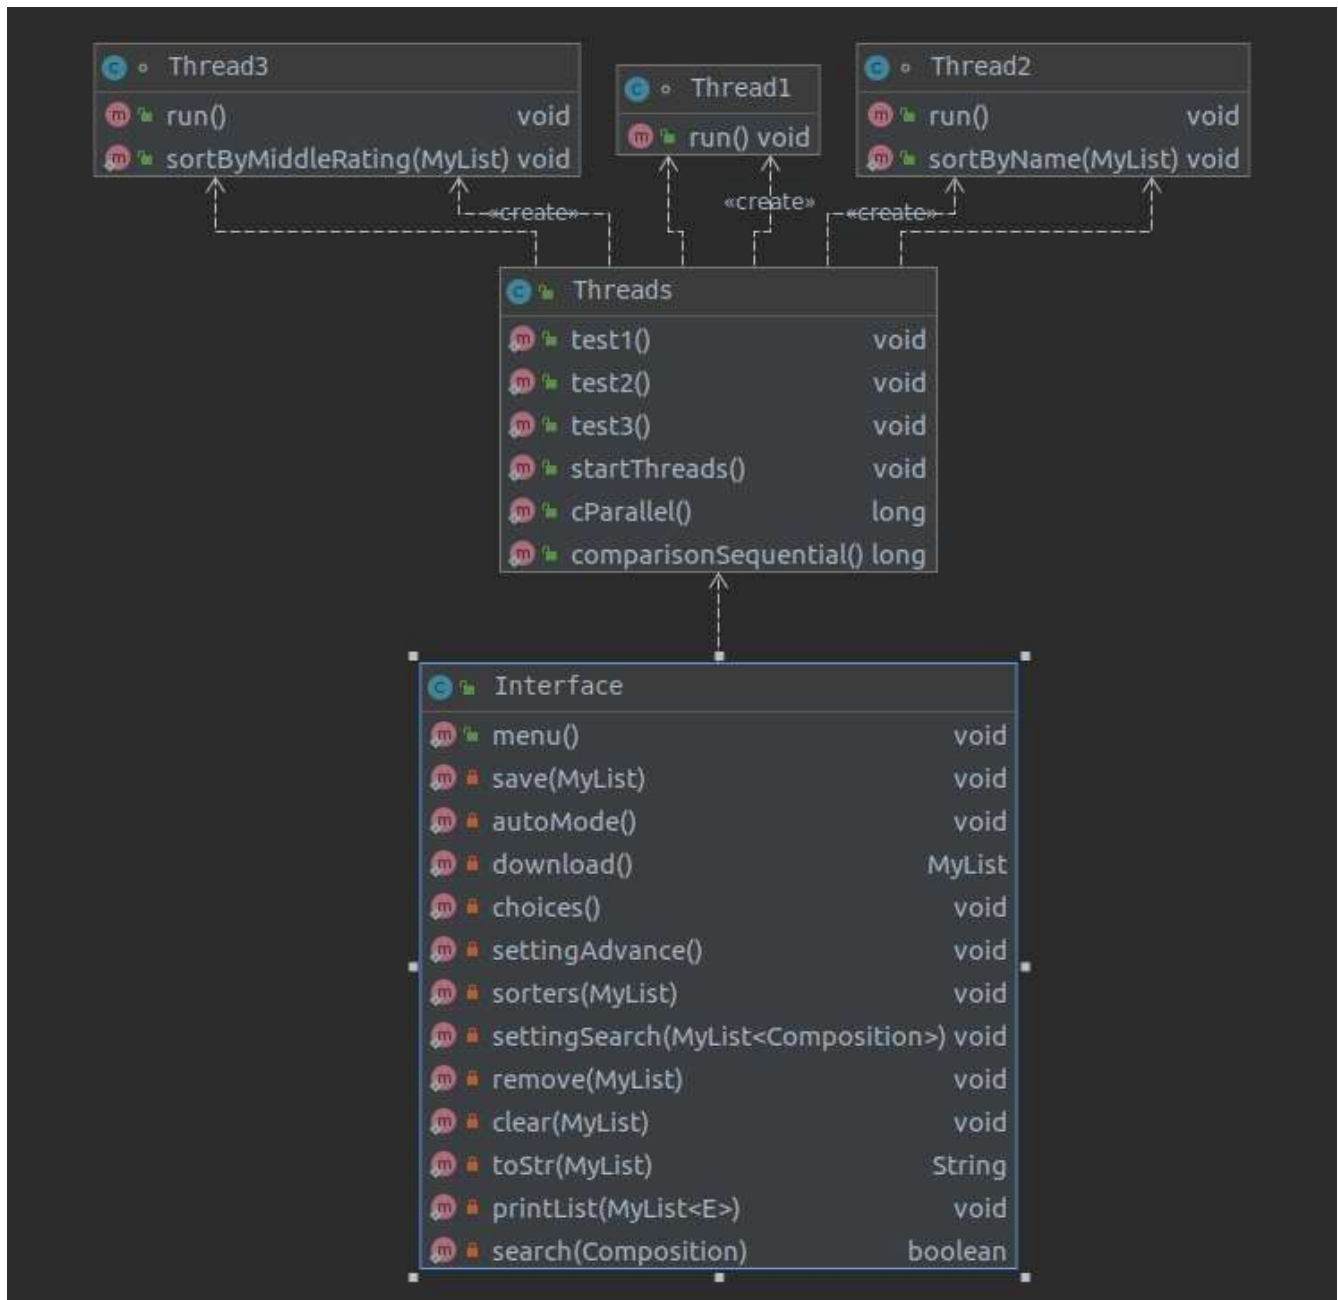 Thread3
run() void
sortByMiddleRating(MyList) void
Thread1
run() void
Thread2
run() void
sortByName(MyList) void
«create»
«create»
«create»
Threads
test1() void
test2() void
test3() void
startThreads() void
cParallel() long
comparisonSequential() long
Interface
menu() void
save(MyList) void
autoMode() void
download() MyList
choices() void
settingAdvance() void
sorters(MyList) void
settingSearch(MyList<Composition>) void
remove(MyList) void
clear(MyList) void
toStr(MyList) String
printList(MyList<E>) void
search(Composition) boolean